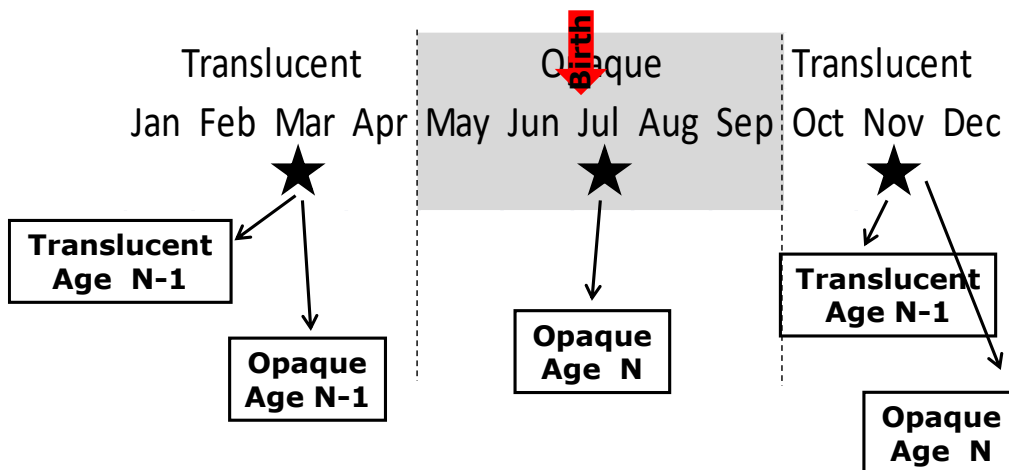 Birth
Translucent Opaque Translucent
Jan Feb Mar Apr May Jun Jul Aug Sep Oct Nov Dec
Translucent
Age N-1
Opaque
Age N-1
Opaque
Age N
Translucent
Age N-1
Opaque
Age N